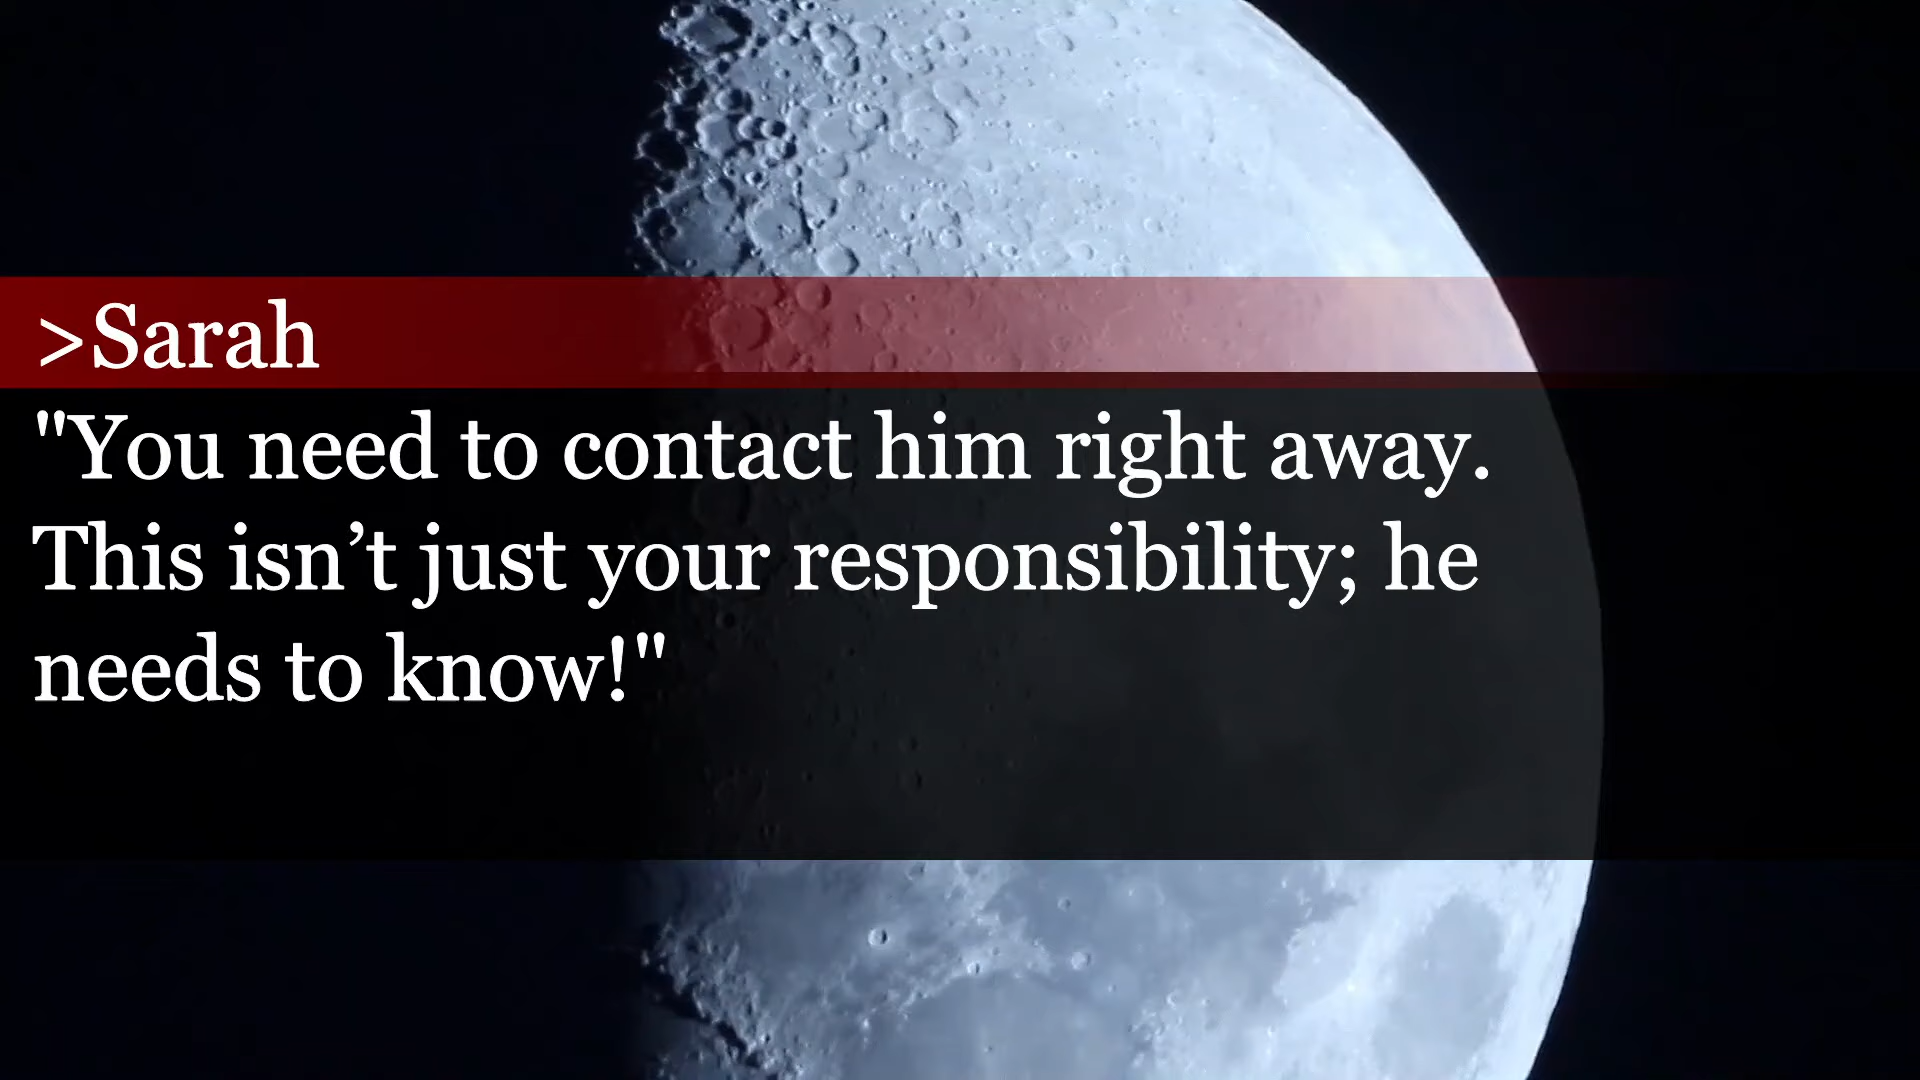 >Sarah
"You need to contact him right away.
This isn’t just your responsibility; he
needs to know!"